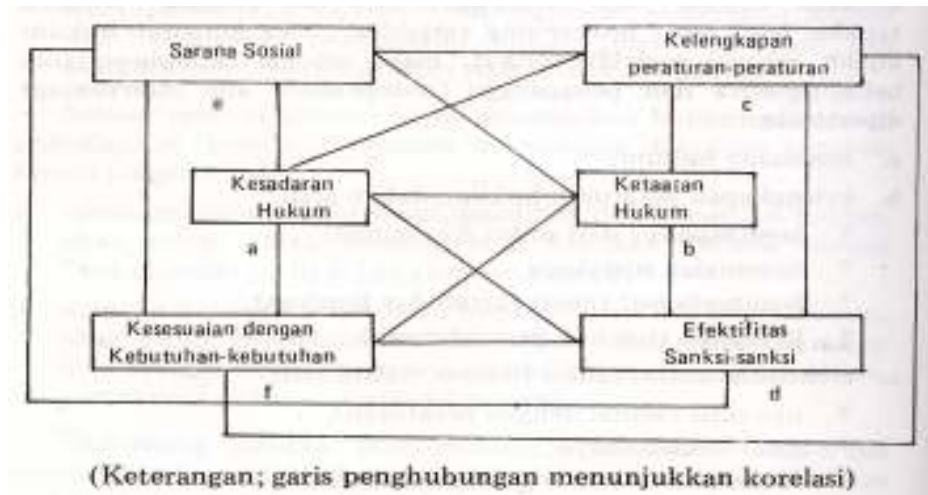 Sarana Sosial
Kelengkapan
peraturan-peraturan
e
c
Kesadaran
Hukum
Ketaatan
Hukum
a
b
Kesesuaian dengan
Kebutuhan-kebutuhan
Efektifitas
Sanksi-sanksi
f
d
(Keterangan; garis penghubungan menunjukkan korelasi)